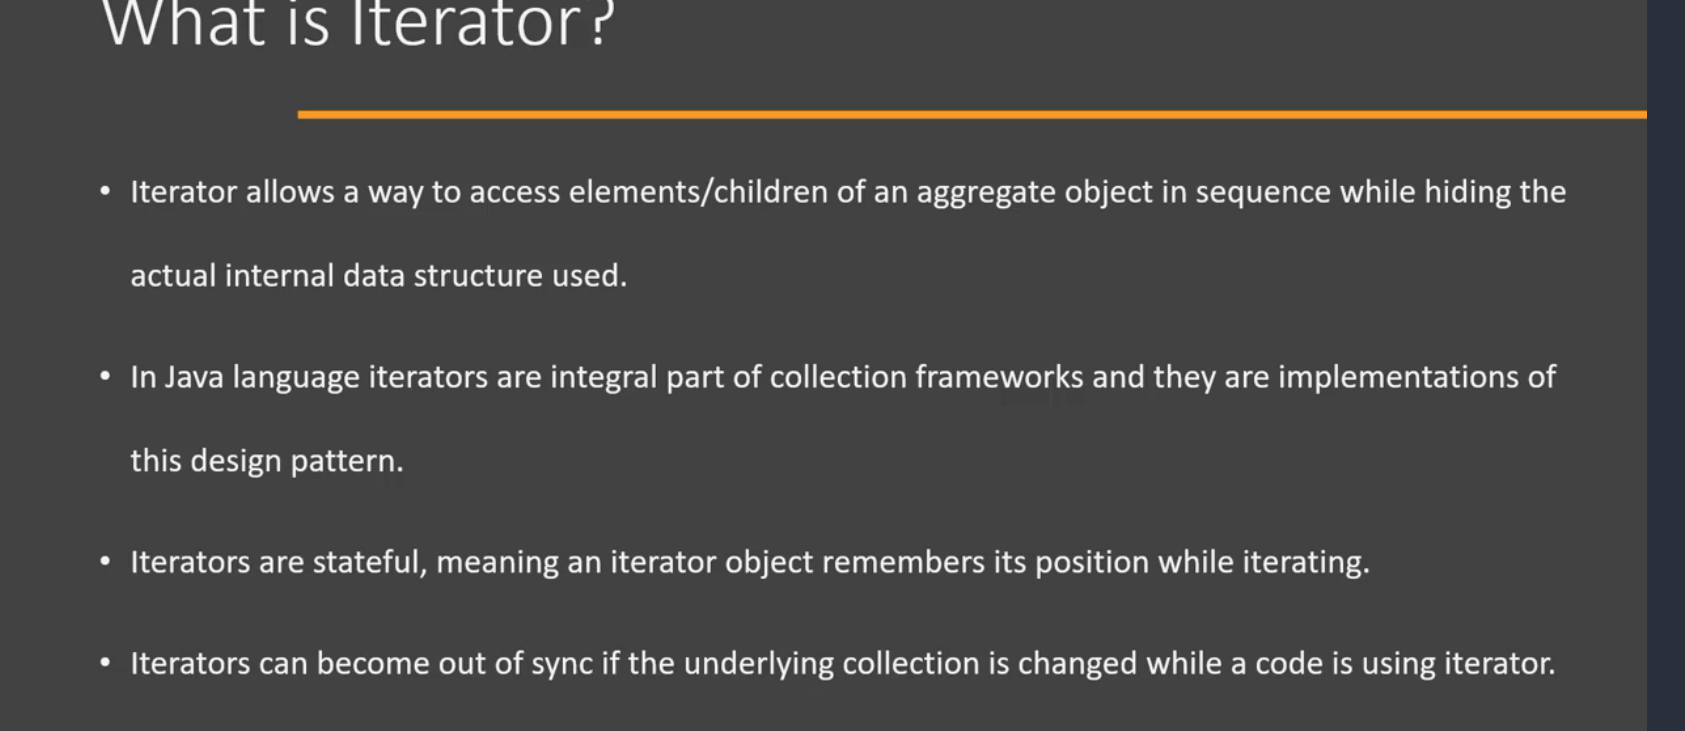 What is Iterator?
• Iterator allows a way to access elements/children of an aggregate object in sequence while hiding the
actual internal data structure used.
• In Java language iterators are integral part of collection frameworks and they are implementations of
this design pattern.
• Iterators are stateful, meaning an iterator object remembers its position while iterating.
• Iterators can become out of sync if the underlying collection is changed while a code is using iterator.